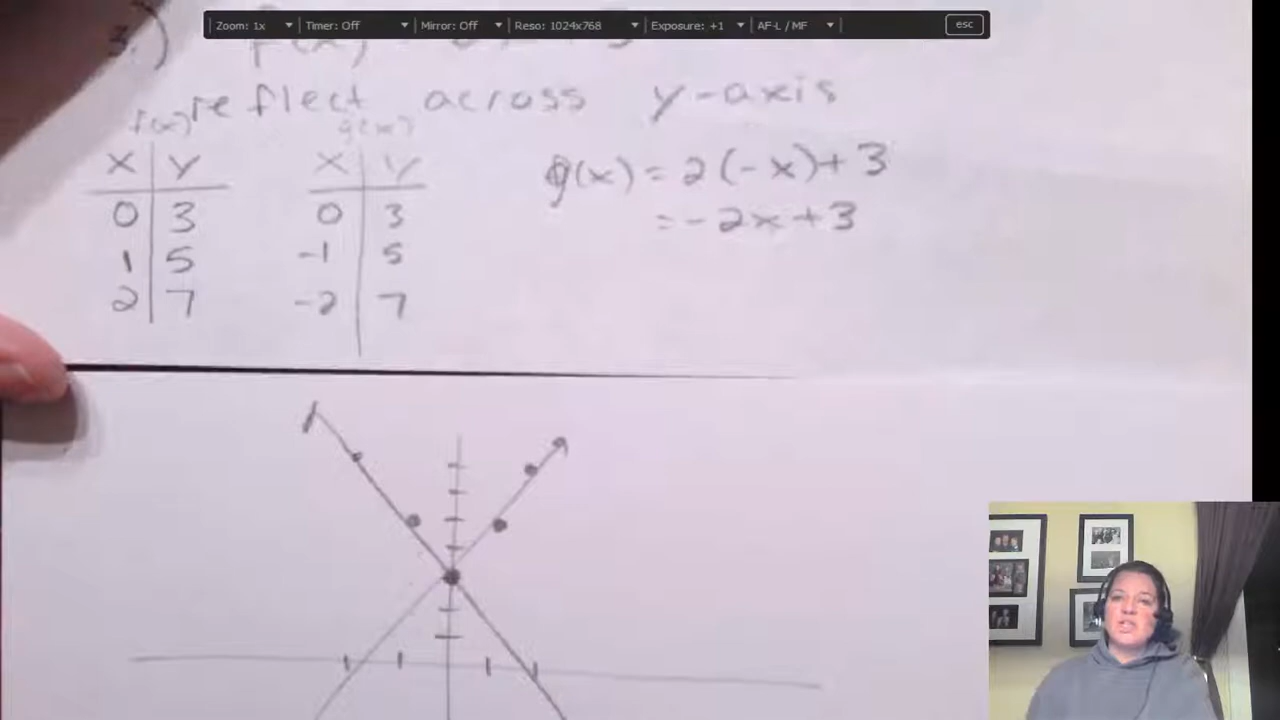 Zoom: 1x Timer: Off Mirror: Off Reso: 1024x768 Exposure: +1 AF-L / MF esc
3.)
reflect across y-axis
f(x) g(x)
x y x y g(x) = 2(-x)+3
0 3 0 3 = -2x+3
1 5 -1 5
2 7 -2 7